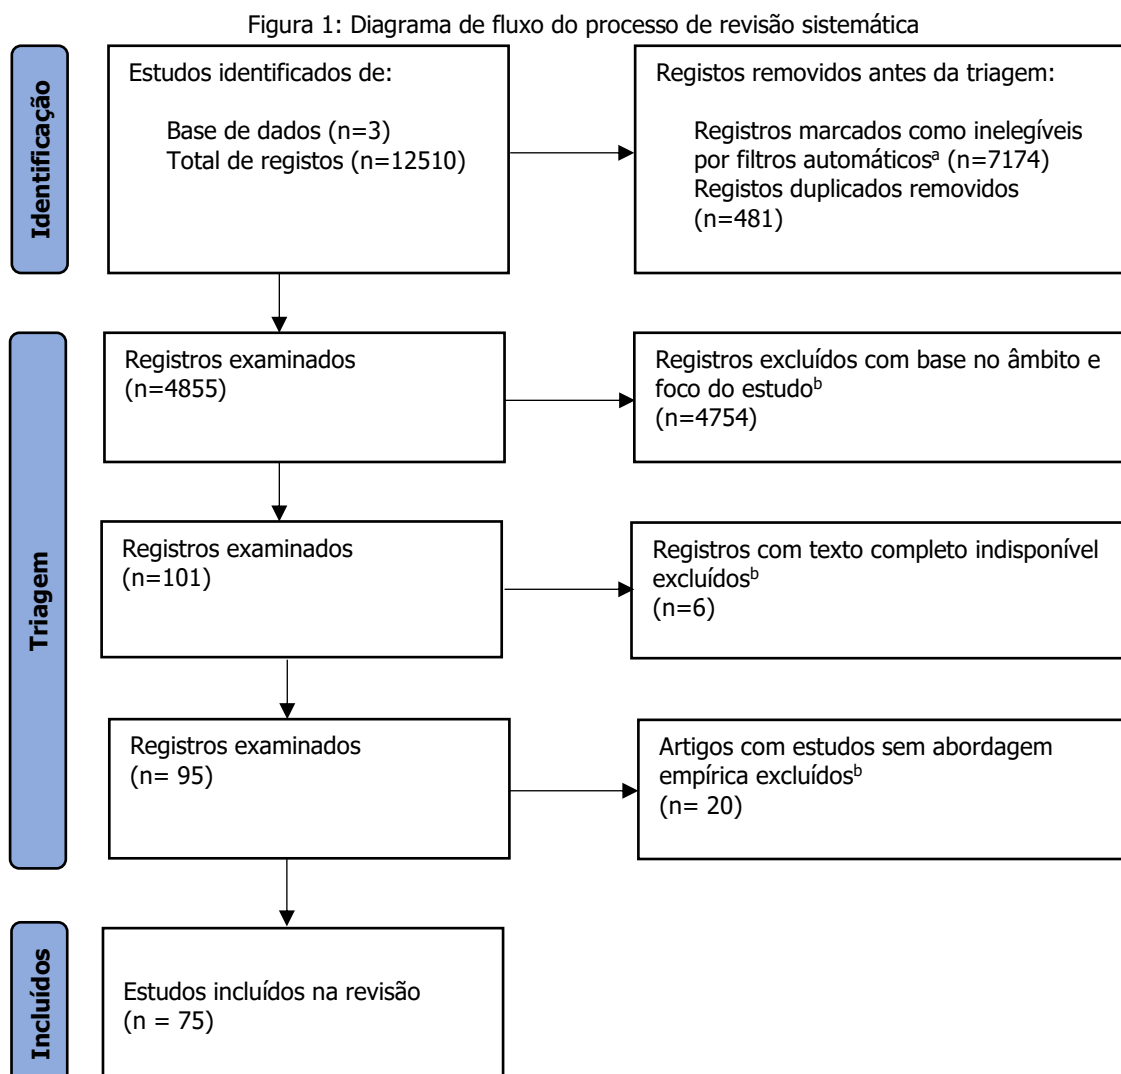 Figura 1: Diagrama de fluxo do processo de revisão sistemática
Identificação
Estudos identificados de:
Base de dados (n=3)
Total de registos (n=12510)
Registos removidos antes da triagem:
Registros marcados como inelegíveis
por filtros automáticosᵃ (n=7174)
Registos duplicados removidos
(n=481)
Triagem
Registros examinados
(n=4855)
Registros excluídos com base no âmbito e
foco do estudoᵇ
(n=4754)
Registros examinados
(n=101)
Registros com texto completo indisponível
excluídosᵇ
(n=6)
Registros examinados
(n= 95)
Artigos com estudos sem abordagem
empírica excluídosᵇ
(n= 20)
Incluídos
Estudos incluídos na revisão
(n = 75)